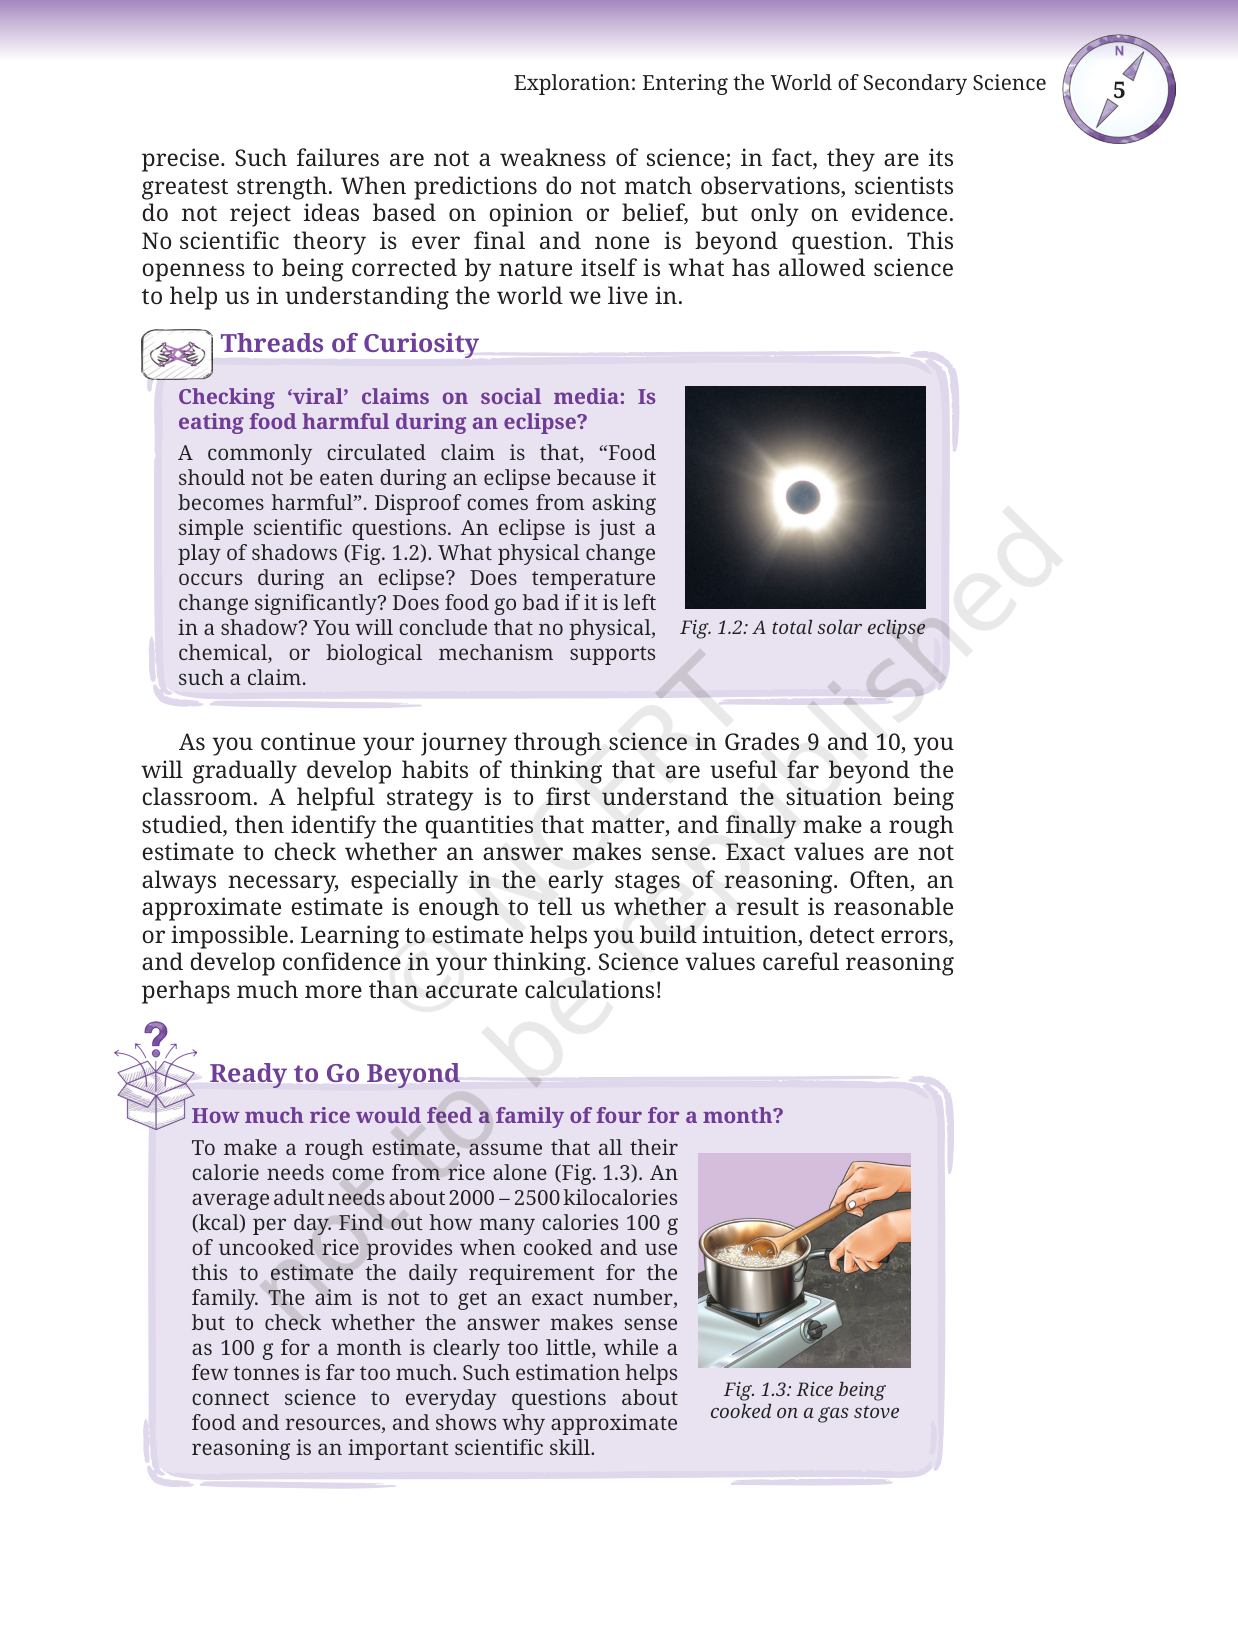 Exploration: Entering the World of Secondary Science
N
5
precise. Such failures are not a weakness of science; in fact, they are its
greatest strength. When predictions do not match observations, scientists
do not reject ideas based on opinion or belief, but only on evidence.
No scientific theory is ever final and none is beyond question. This
openness to being corrected by nature itself is what has allowed science
to help us in understanding the world we live in.
Threads of Curiosity
Checking ‘viral’ claims on social media: Is
eating food harmful during an eclipse?
A commonly circulated claim is that, “Food
should not be eaten during an eclipse because it
becomes harmful”. Disproof comes from asking
simple scientific questions. An eclipse is just a
play of shadows (Fig. 1.2). What physical change
occurs during an eclipse? Does temperature
change significantly? Does food go bad if it is left
in a shadow? You will conclude that no physical,
chemical, or biological mechanism supports
such a claim.
Fig. 1.2: A total solar eclipse
As you continue your journey through science in Grades 9 and 10, you
will gradually develop habits of thinking that are useful far beyond the
classroom. A helpful strategy is to first understand the situation being
studied, then identify the quantities that matter, and finally make a rough
estimate to check whether an answer makes sense. Exact values are not
always necessary, especially in the early stages of reasoning. Often, an
approximate estimate is enough to tell us whether a result is reasonable
or impossible. Learning to estimate helps you build intuition, detect errors,
and develop confidence in your thinking. Science values careful reasoning
perhaps much more than accurate calculations!
?
Ready to Go Beyond
How much rice would feed a family of four for a month?
To make a rough estimate, assume that all their
calorie needs come from rice alone (Fig. 1.3). An
average adult needs about 2000 – 2500 kilocalories
(kcal) per day. Find out how many calories 100 g
of uncooked rice provides when cooked and use
this to estimate the daily requirement for the
family. The aim is not to get an exact number,
but to check whether the answer makes sense
as 100 g for a month is clearly too little, while a
few tonnes is far too much. Such estimation helps
connect science to everyday questions about
food and resources, and shows why approximate
reasoning is an important scientific skill.
Fig. 1.3: Rice being
cooked on a gas stove
© NCERT
not to be republished